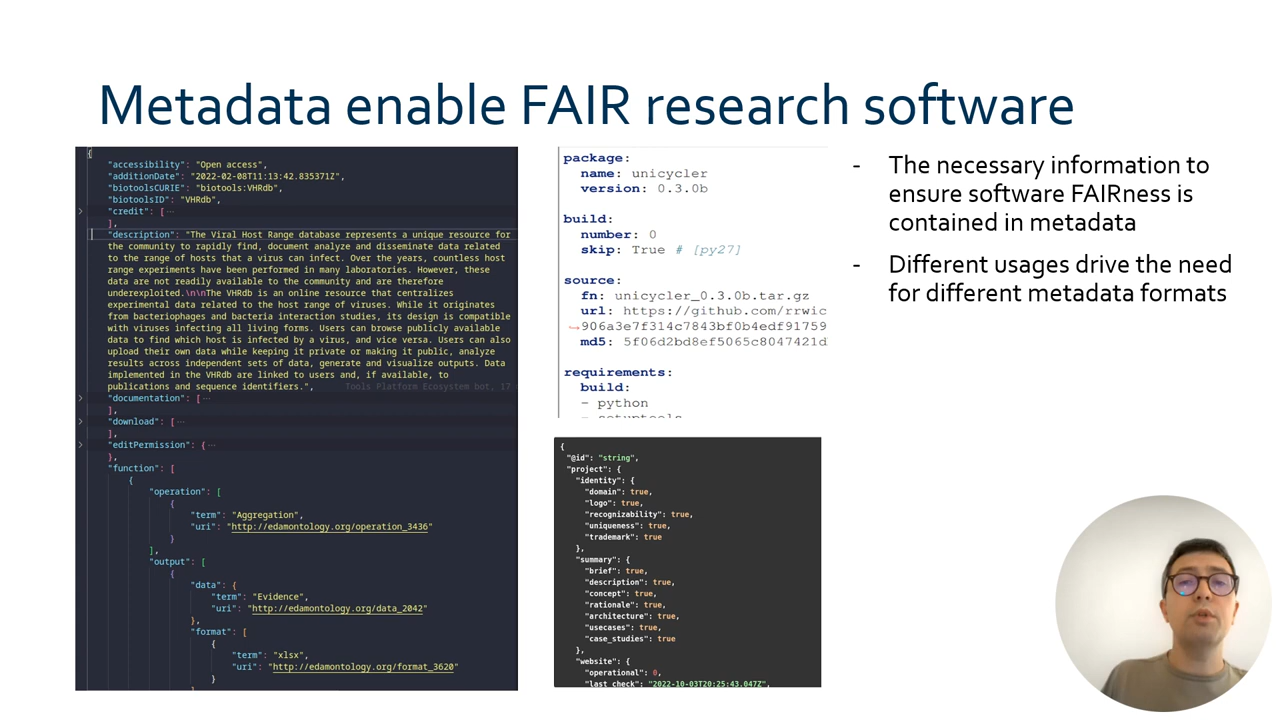 Metadata enable FAIR research software
{
"accessibility": "Open access",
"additionDate": "2022-02-08T11:13:42.835371Z",
"biotoolsCURIE": "biotools:VHRdb",
"biotoolsID": "VHRdb",
"credit": [ ...
],
"description": "The Viral Host Range database represents a unique resource for
the community to rapidly find, document analyze and disseminate data related
to the range of hosts that a virus can infect. Over the years, countless host
range experiments have been performed in many laboratories. However, these
data are not readily available to the community and are therefore
underexploited.\n\nThe VHRdb is an online resource that centralizes
experimental data related to the host range of viruses. While it originates
from bacteriophages and bacteria interaction studies, its design is compatible
with viruses infecting all living forms. Users can browse publicly available
data to find which host is infected by a virus, and vice versa. Users can also
upload their own data while keeping it private or making it public, analyze
results across independent sets of data, generate and visualize outputs. Data
implemented in the VHRdb are linked to users and, if available, to
publications and sequence identifiers.", Tools Platform Ecosystem bot, 17
"documentation": [ ...
],
"download": [ ...
],
"editPermission": { ...
},
"function": [
{
"operation": [
{
"term": "Aggregation",
"uri": "http://edamontology.org/operation_3436"
}
],
"output": [
{
"data": {
"term": "Evidence",
"uri": "http://edamontology.org/data_2042"
},
"format": [
{
"term": "xlsx",
"uri": "http://edamontology.org/format_3620"
}
package:
name: unicycler
version: 0.3.0b
build:
number: 0
skip: True # [py27]
source:
fn: unicycler_0.3.0b.tar.gz
url: https://github.com/rrwic
906a3e7f314c7843bf0b4edf91759
md5: 5f06d2bd8ef5065c8047421d
requirements:
build:
- python
- setuptools
{
"@id": "string",
"project": {
"identity": {
"domain": true,
"logo": true,
"recognizability": true,
"uniqueness": true,
"trademark": true
},
"summary": {
"brief": true,
"description": true,
"concept": true,
"rationale": true,
"architecture": true,
"usecases": true,
"case_studies": true
},
"website": {
"operational": 0,
"last_check": "2022-10-03T20:25:43.047Z",
- The necessary information to
ensure software FAIRness is
contained in metadata
- Different usages drive the need
for different metadata formats